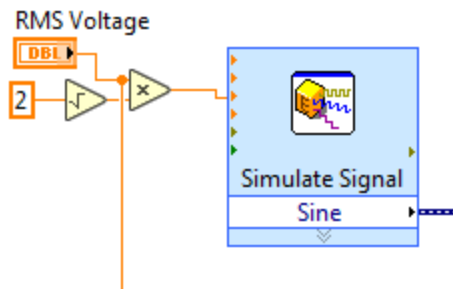 RMS Voltage
DBL
2
√
×
Simulate Signal
Sine